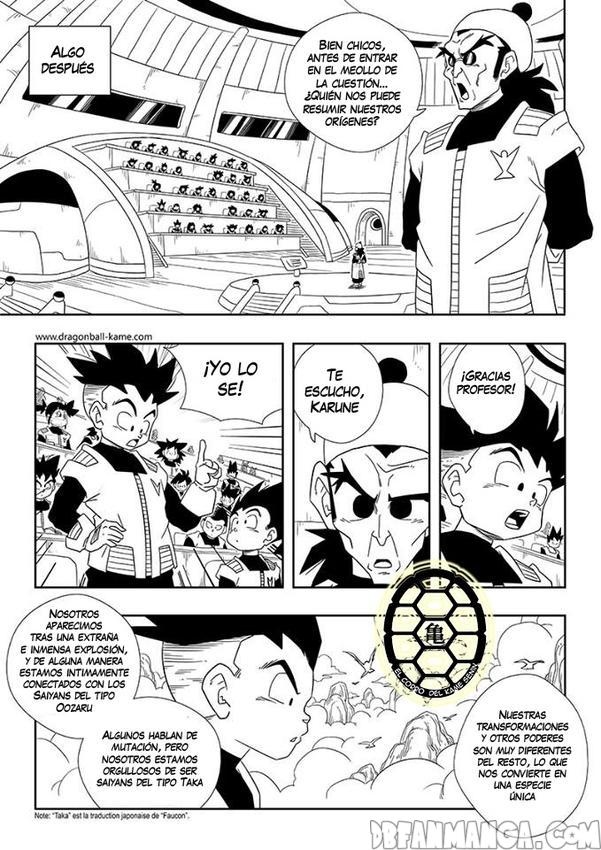 ALGO
DESPUÉS
BIEN CHICOS,
ANTES DE ENTRAR
EN EL MEOLLO
DE LA
CUESTIÓN...
¿QUIÉN NOS PUEDE
RESUMIR NUESTROS
ORÍGENES?
www.dragonball-kame.com
¡YO LO
SE!
TE
ESCUCHO,
KARUNE
¡GRACIAS
PROFESOR!
NOSOTROS
APARECIMOS
TRAS UNA EXTRAÑA
E INMENSA EXPLOSIÓN,
Y DE ALGUNA MANERA
ESTAMOS INTIMAMENTE
CONECTADOS CON LOS
SAIYANS DEL TIPO
OOZARU
ALGUNOS HABLAN DE
MUTACIÓN, PERO
NOSOTROS ESTAMOS
ORGULLOSOS DE SER
SAIYANS DEL TIPO TAKA
亀
EL CORRO DEL KAME SENIN
NUESTRAS
TRANSFORMACIONES
Y OTROS PODERES
SON MUY DIFERENTES
DEL RESTO, LO QUE
NOS CONVIERTE EN
UNA ESPECIE
ÚNICA
Note: "Taka" est la traduction japonaise de "Faucon".
DBFANMANGA.COM